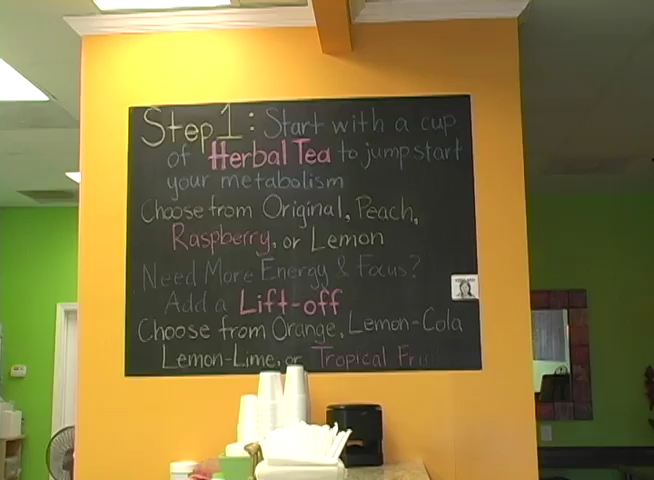 Step 1: Start with a cup
of Herbal Tea to jump start
your metabolism
Choose from Original, Peach,
Raspberry, or Lemon
Need More Energy & Focus?
Add a Lift-off
Choose from Orange, Lemon-Cola
Lemon-Lime, or Tropical